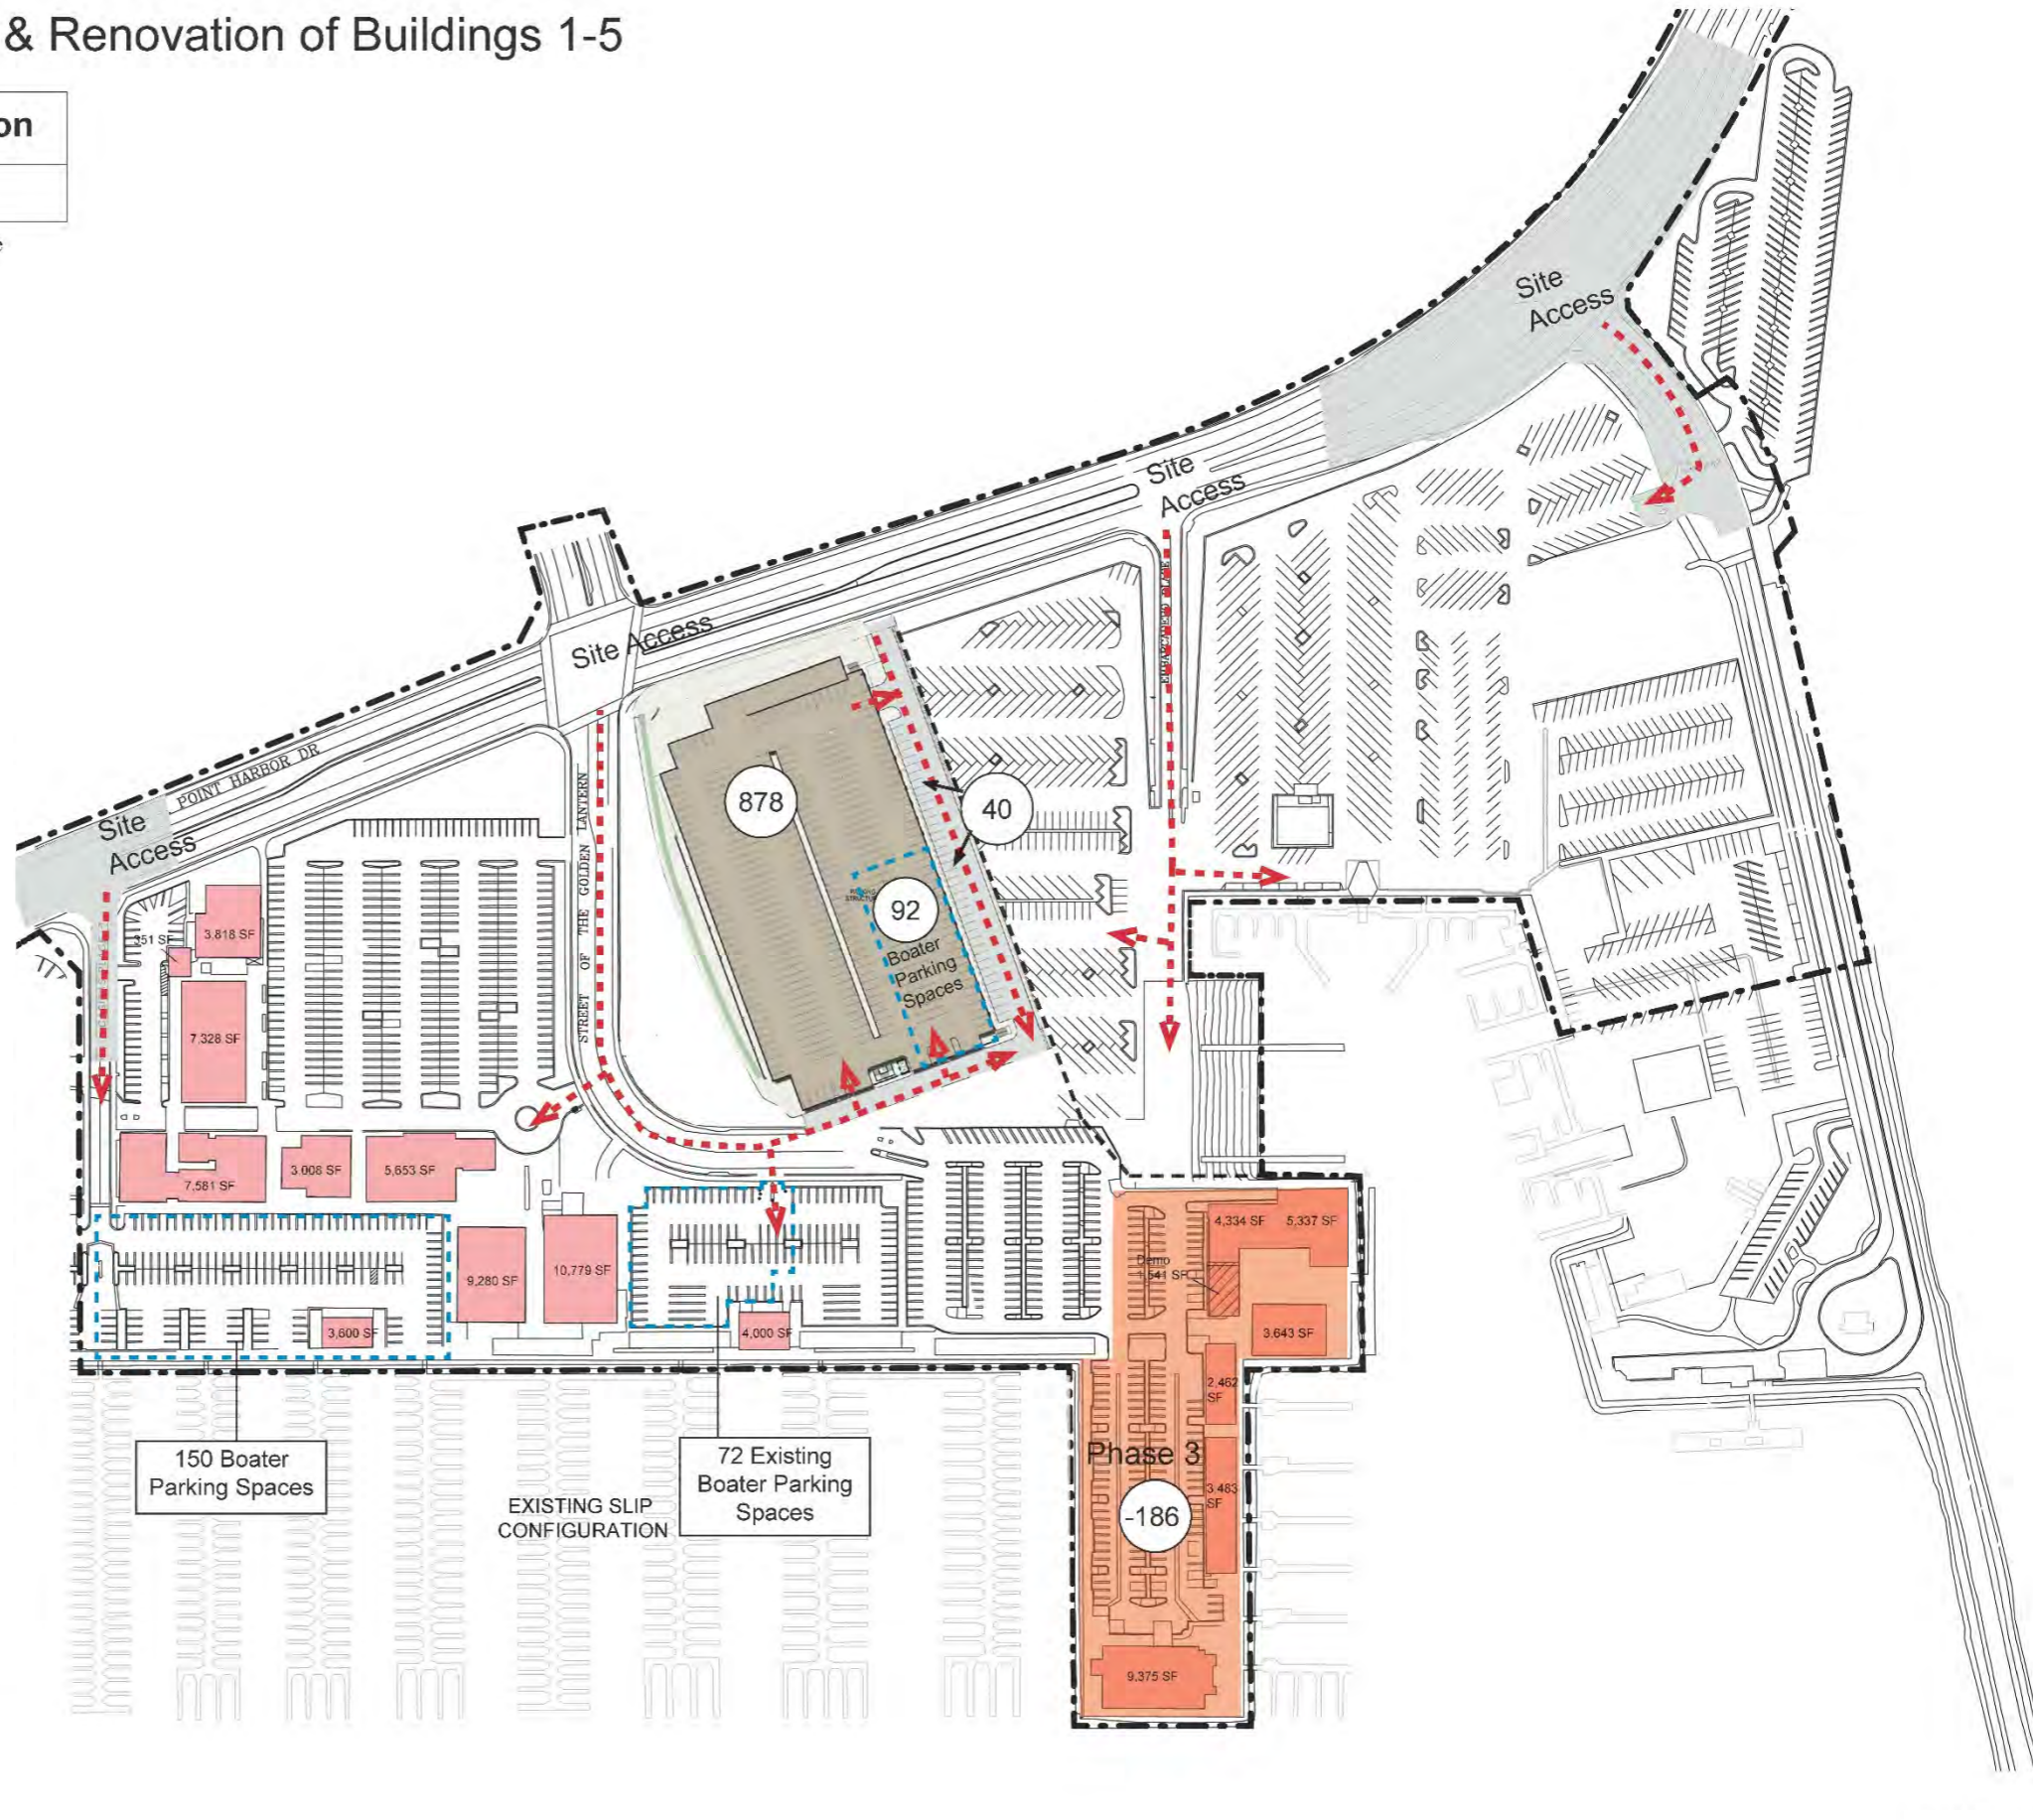 & Renovation of Buildings 1-5
on
Site
Access
Site
Access
EMBARCADERO PLACE
Site Access
POINT HARBOR DR
Site
Access
STREET OF THE GOLDEN LANTERN
878
40
92
Boater
Parking
Spaces
351 SF
3,818 SF
7,328 SF
7,581 SF
3,008 SF
5,653 SF
9,280 SF
10,779 SF
3,600 SF
4,000 SF
4,334 SF
5,337 SF
Demo
1,541 SF
3,643 SF
2,462
SF
Phase 3
3,483
SF
-186
9,375 SF
150 Boater
Parking Spaces
72 Existing
Boater Parking
Spaces
EXISTING SLIP
CONFIGURATION